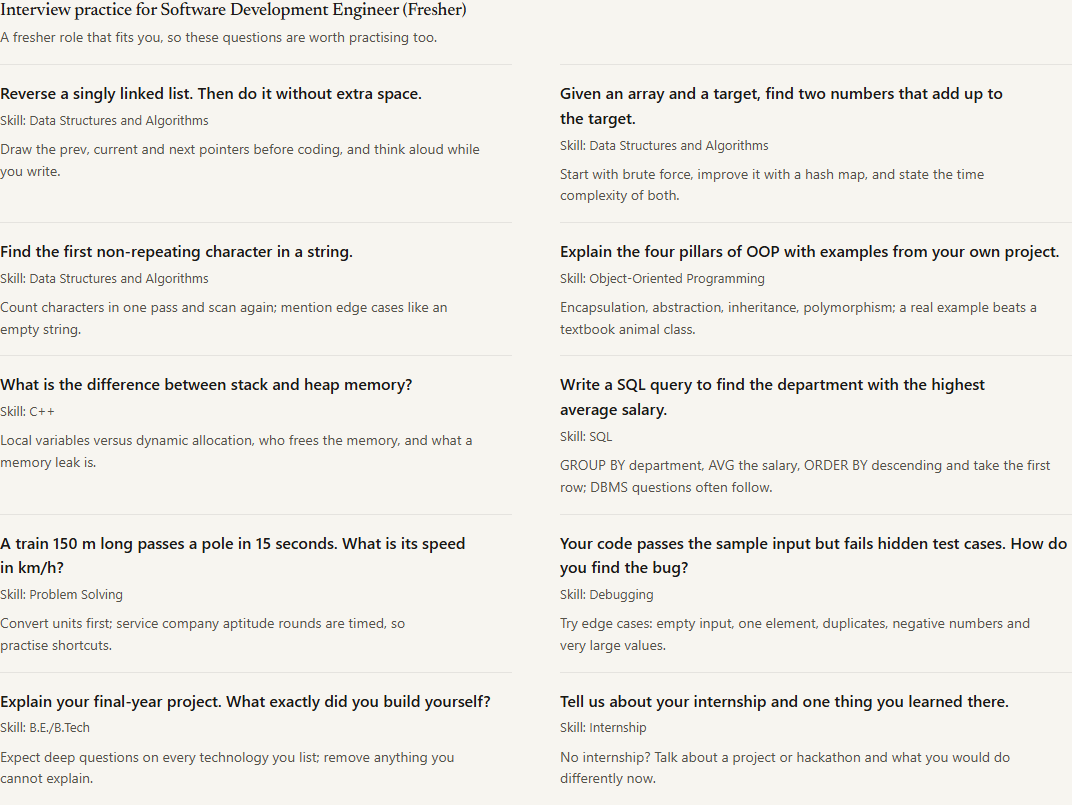 Interview practice for Software Development Engineer (Fresher)
A fresher role that fits you, so these questions are worth practising too.
Reverse a singly linked list. Then do it without extra space.
Skill: Data Structures and Algorithms
Draw the prev, current and next pointers before coding, and think aloud while
you write.
Given an array and a target, find two numbers that add up to
the target.
Skill: Data Structures and Algorithms
Start with brute force, improve it with a hash map, and state the time
complexity of both.
Find the first non-repeating character in a string.
Skill: Data Structures and Algorithms
Count characters in one pass and scan again; mention edge cases like an
empty string.
Explain the four pillars of OOP with examples from your own project.
Skill: Object-Oriented Programming
Encapsulation, abstraction, inheritance, polymorphism; a real example beats a
textbook animal class.
What is the difference between stack and heap memory?
Skill: C++
Local variables versus dynamic allocation, who frees the memory, and what a
memory leak is.
Write a SQL query to find the department with the highest
average salary.
Skill: SQL
GROUP BY department, AVG the salary, ORDER BY descending and take the first
row; DBMS questions often follow.
A train 150 m long passes a pole in 15 seconds. What is its speed
in km/h?
Skill: Problem Solving
Convert units first; service company aptitude rounds are timed, so
practise shortcuts.
Your code passes the sample input but fails hidden test cases. How do
you find the bug?
Skill: Debugging
Try edge cases: empty input, one element, duplicates, negative numbers and
very large values.
Explain your final-year project. What exactly did you build yourself?
Skill: B.E./B.Tech
Expect deep questions on every technology you list; remove anything you
cannot explain.
Tell us about your internship and one thing you learned there.
Skill: Internship
No internship? Talk about a project or hackathon and what you would do
differently now.